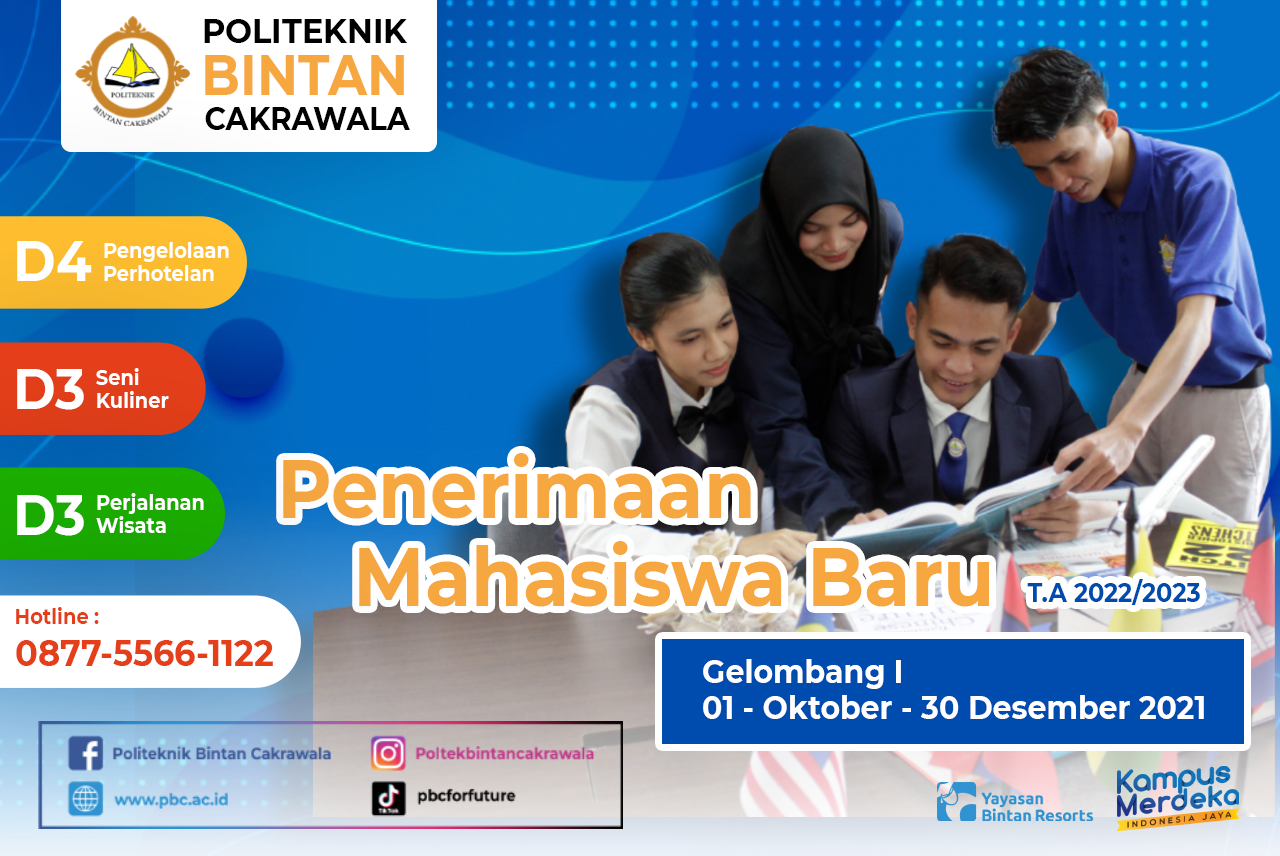 POLITEKNIK
BINTAN CAKRAWALA
POLITEKNIK
BINTAN
CAKRAWALA
D4 Pengelolaan
Perhotelan
D3 Seni
Kuliner
D3 Perjalanan
Wisata
Penerimaan
Mahasiswa Baru
T.A 2022/2023
Hotline :
0877-5566-1122
Gelombang I
01 - Oktober - 30 Desember 2021
Politeknik Bintan Cakrawala
Poltekbintancakrawala
www.pbc.ac.id
TikTok
pbcforfuture
Yayasan
Bintan Resorts
Kampus
Merdeka
INDONESIA JAYA